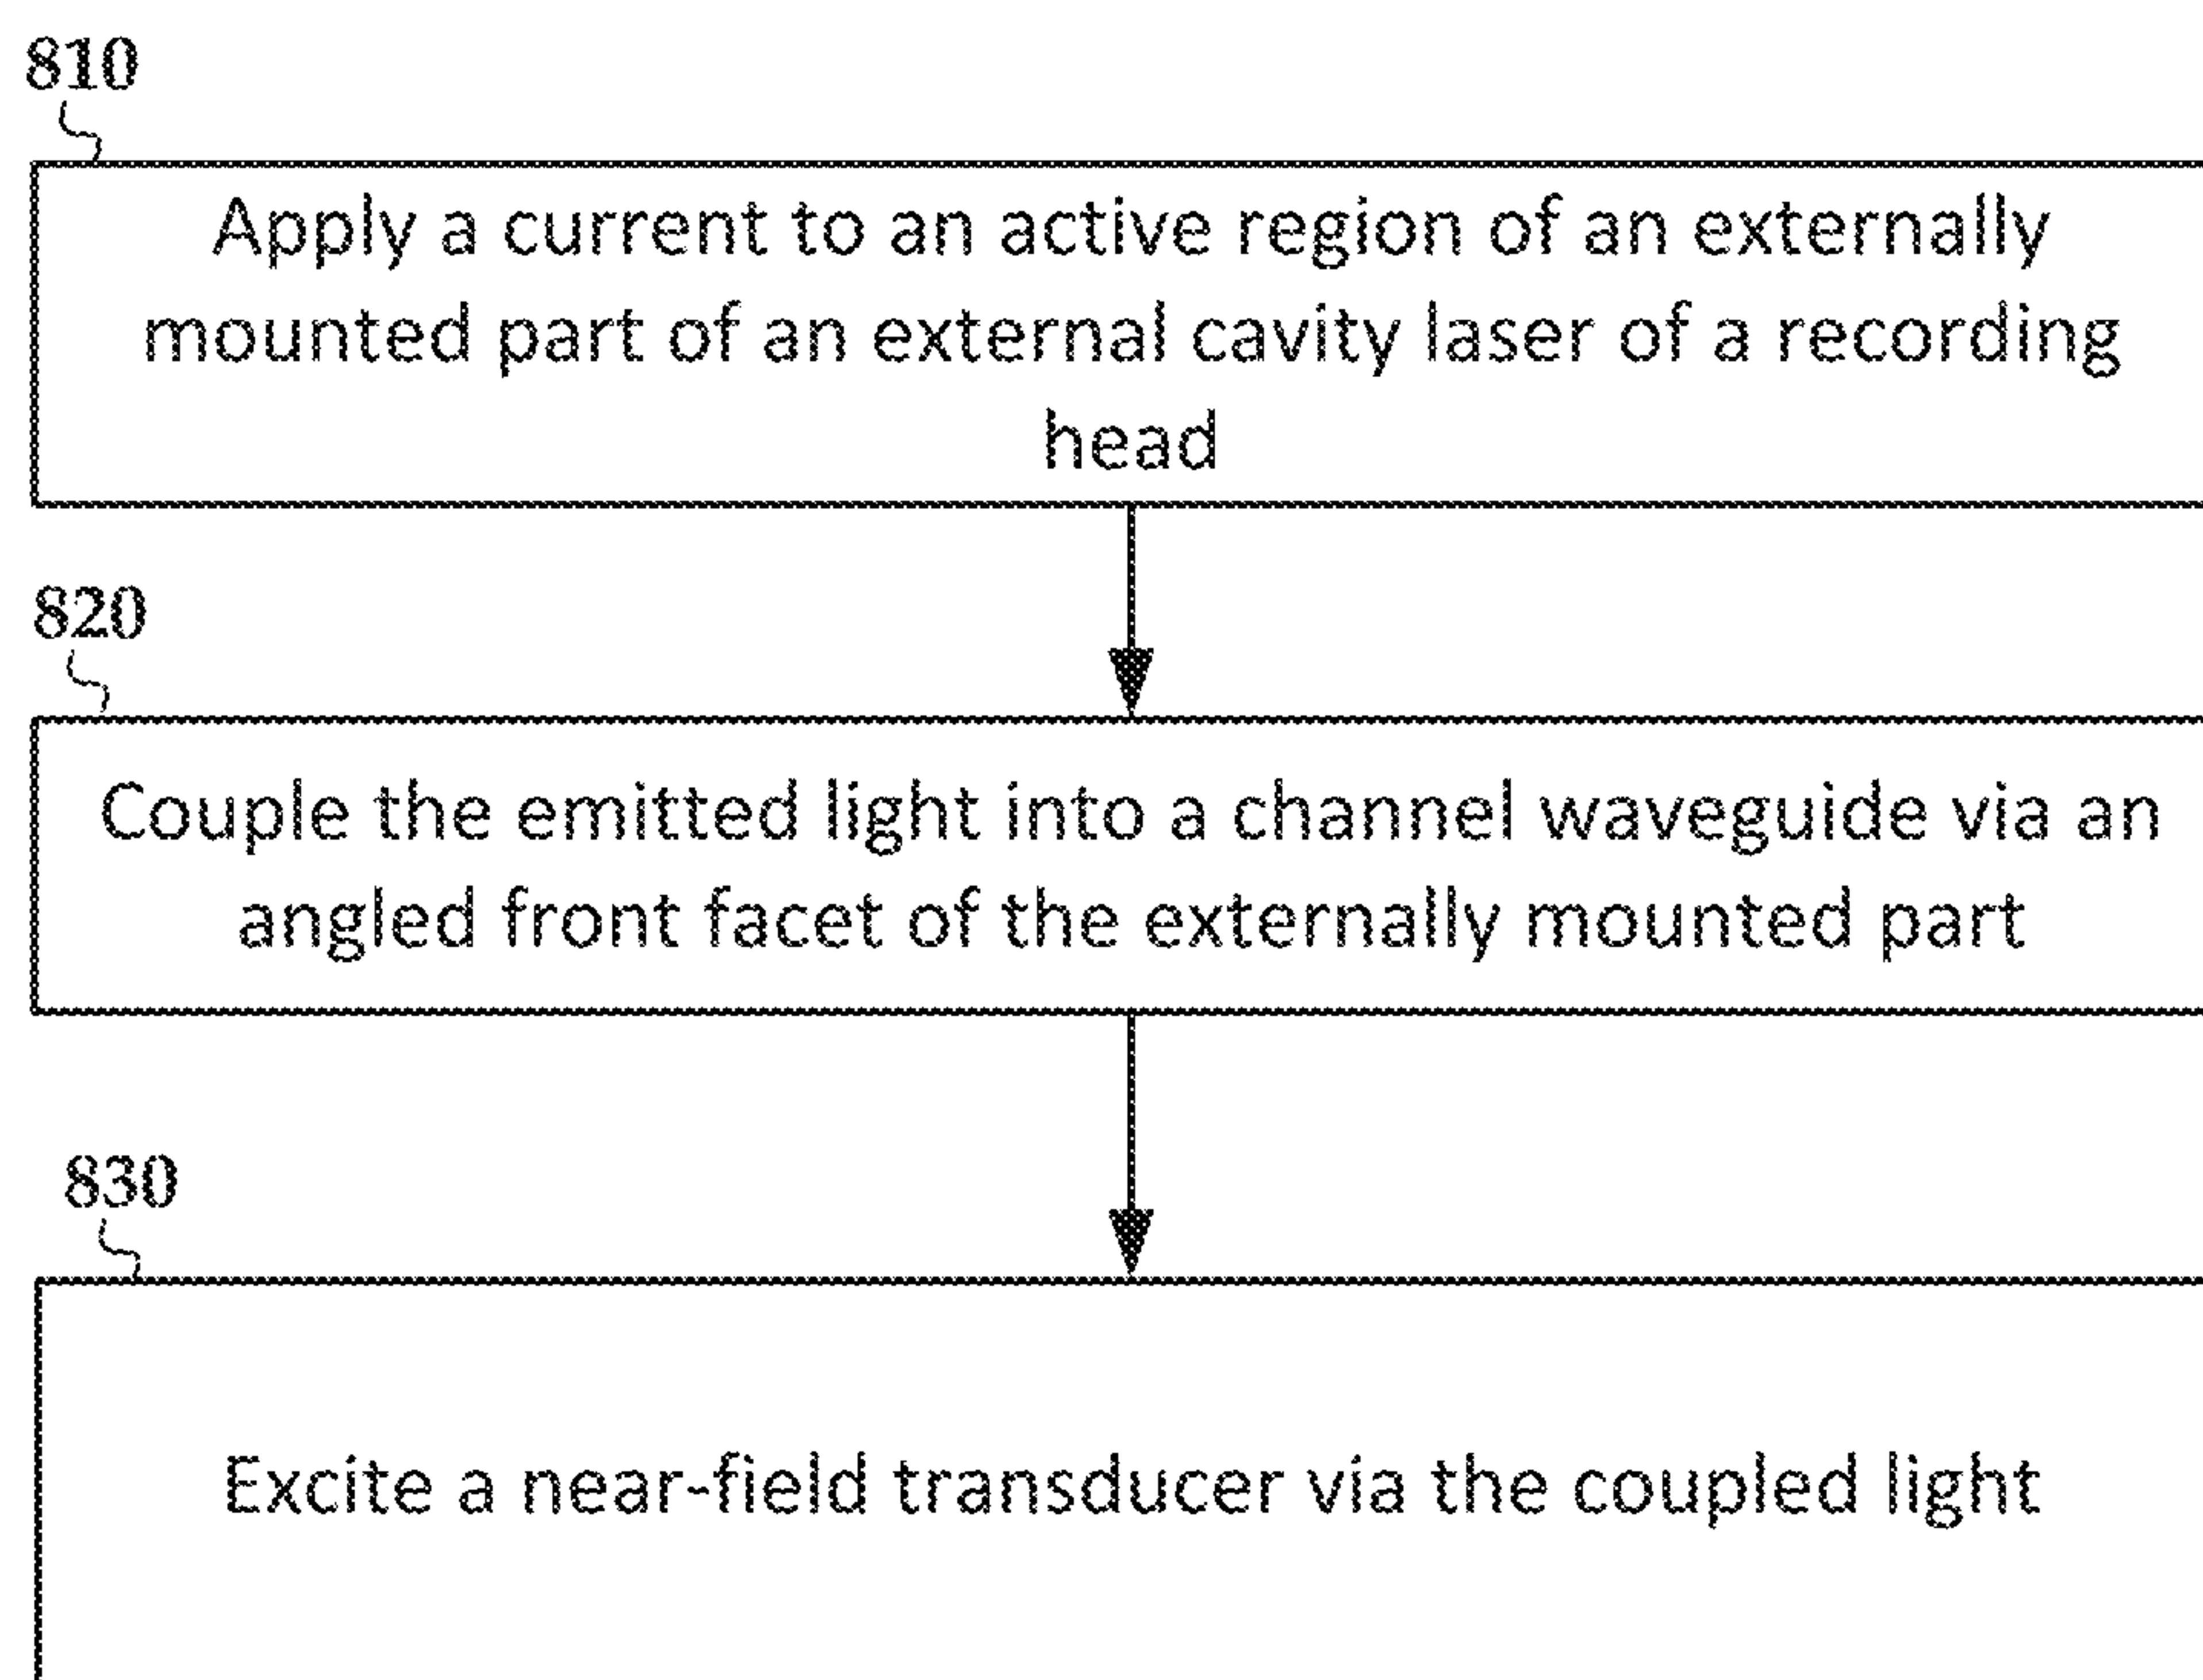 810
Apply a current to an active region of an externally
mounted part of an external cavity laser of a recording
head
820
Couple the emitted light into a channel waveguide via an
angled front facet of the externally mounted part
830
Excite a near-field transducer via the coupled light